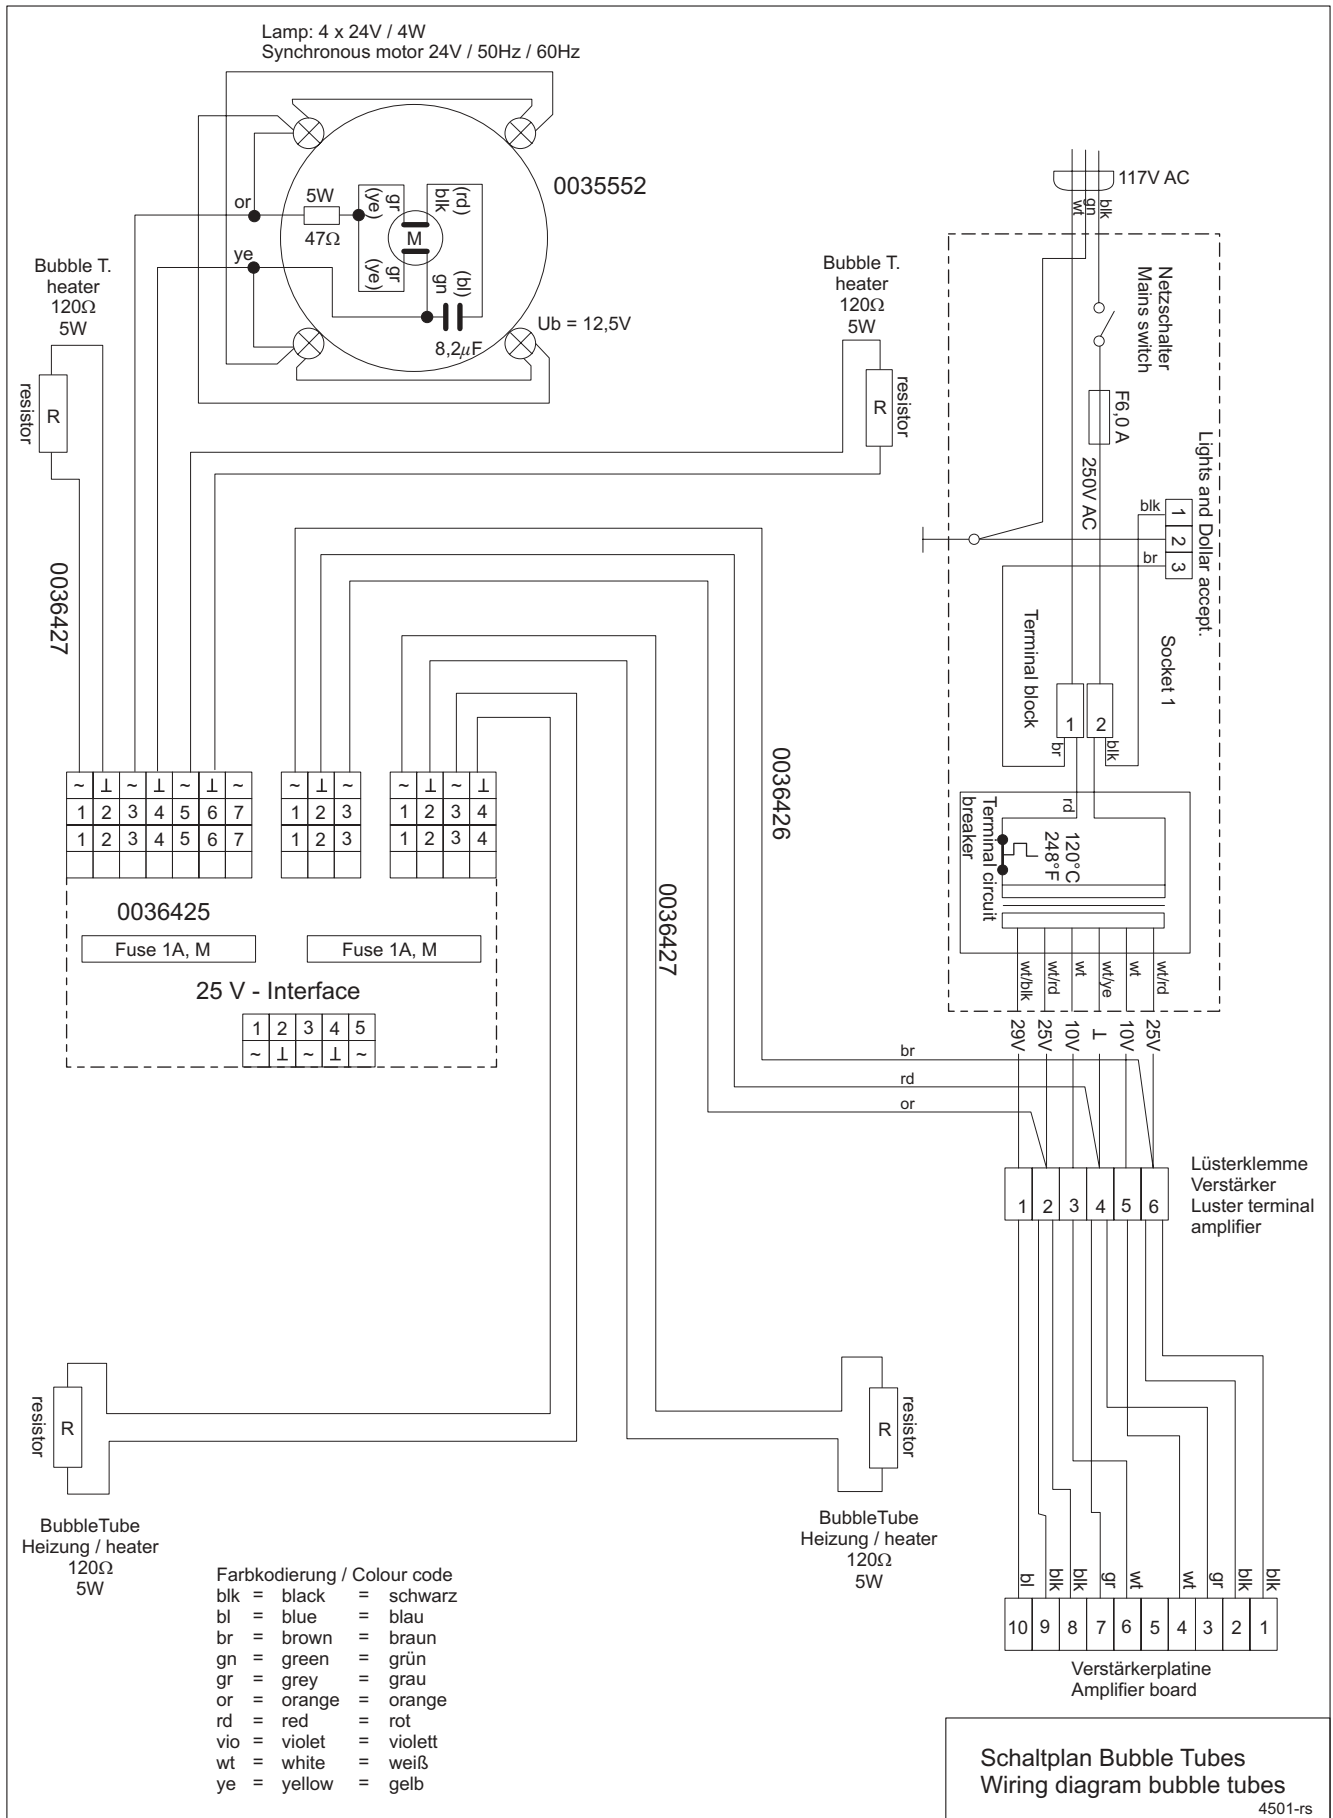 Lamp: 4 x 24V / 4W
Synchronous motor 24V / 50Hz / 60Hz
0035552
or
5W
47Ω
ye
gr
(ye)
blk
(rd)
M
gr
(ye)
gn
(bl)
8,2μF
Ub = 12,5V
Bubble T.
heater
120Ω
5W
resistor
R
0036427
Bubble T.
heater
120Ω
5W
resistor
R
117V AC
wt
gn
blk
Netzschalter
Mains switch
F6,0 A
250V AC
Lights and Dollar accept.
blk
br
1
2
3
Socket 1
Terminal block
1 2
br
blk
rd
Terminal circuit
breaker
120°C
248°F
wt/blk
wt/rd
wt
wt/ye
wt
wt/rd
29V
25V
10V
⊥
10V
25V
0036426
0036427
~ ⊥ ~ ⊥ ~ ⊥ ~
1 2 3 4 5 6 7
1 2 3 4 5 6 7
~ ⊥ ~
1 2 3
1 2 3
~ ⊥ ~ ⊥
1 2 3 4
1 2 3 4
0036425
Fuse 1A, M
Fuse 1A, M
25 V - Interface
1 2 3 4 5
~ ⊥ ~ ⊥ ~
br
rd
or
1 2 3 4 5 6
Lüsterklemme
Verstärker
Luster terminal
amplifier
resistor
R
BubbleTube
Heizung / heater
120Ω
5W
resistor
R
BubbleTube
Heizung / heater
120Ω
5W
bl
blk
blk
gr
wt
wt
gr
blk
blk
10 9 8 7 6 5 4 3 2 1
Verstärkerplatine
Amplifier board
Farbkodierung / Colour code
blk = black = schwarz
bl = blue = blau
br = brown = braun
gn = green = grün
gr = grey = grau
or = orange = orange
rd = red = rot
vio = violet = violett
wt = white = weiß
ye = yellow = gelb
Schaltplan Bubble Tubes
Wiring diagram bubble tubes
4501-rs